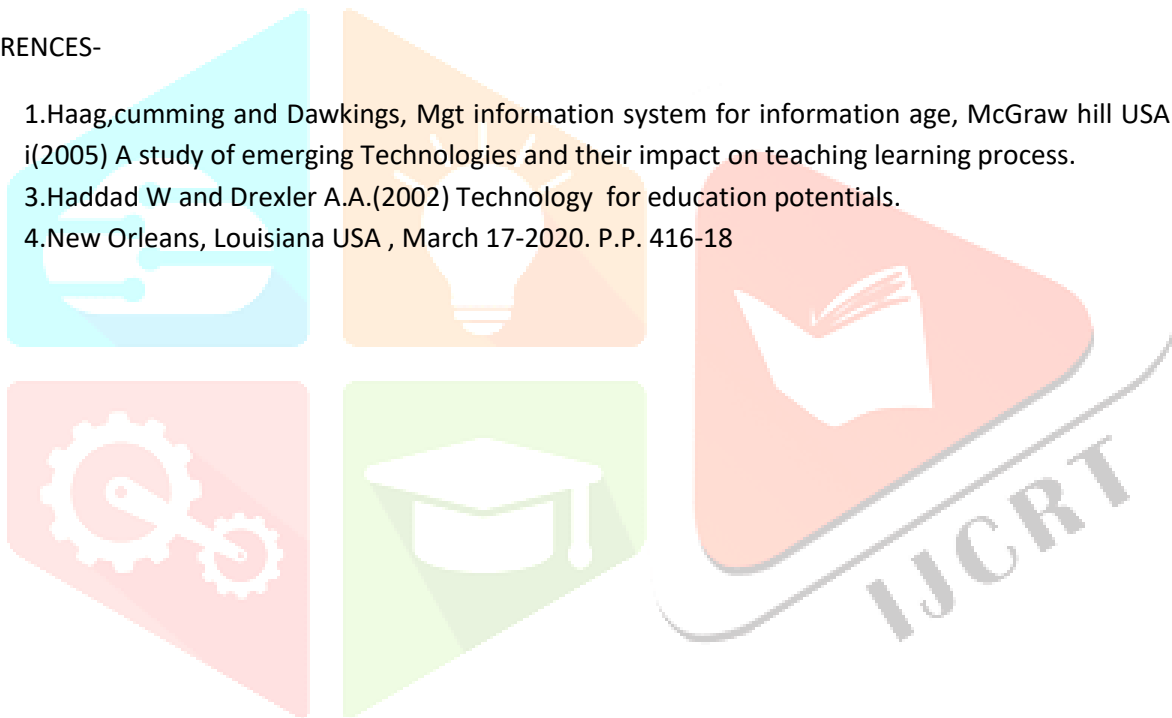 RENCES-
1.Haag,cumming and Dawkings, Mgt information system for information age, McGraw hill USA
i(2005) A study of emerging Technologies and their impact on teaching learning process.
3.Haddad W and Drexler A.A.(2002) Technology for education potentials.
4.New Orleans, Louisiana USA , March 17-2020. P.P. 416-18
IJCRT